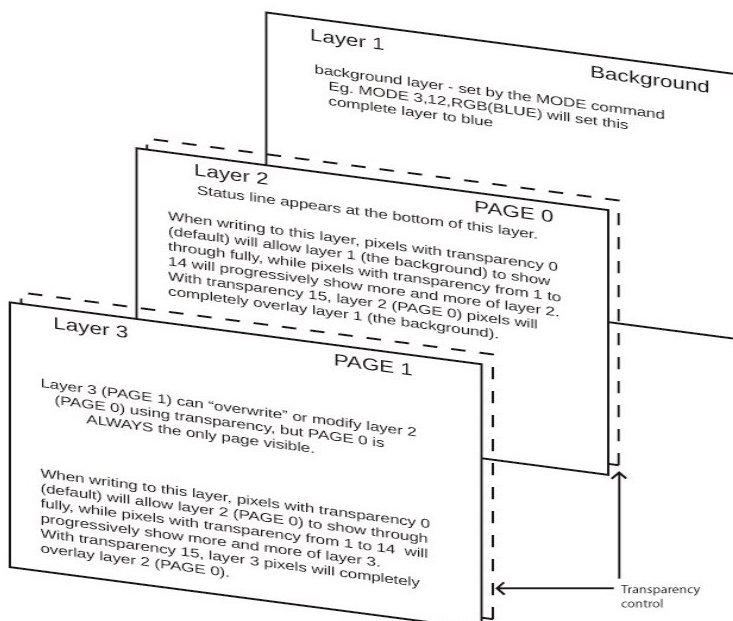 Layer 1
Background
background layer - set by the MODE command
Eg. MODE 3,12,RGB(BLUE) will set this
complete layer to blue
Layer 2
PAGE 0
Status line appears at the bottom of this layer.
When writing to this layer, pixels with transparency 0
(default) will allow layer 1 (the background) to show
through fully, while pixels with transparency from 1 to
14 will progressively show more and more of layer 2.
With transparency 15, layer 2 (PAGE 0) pixels will
completely overlay layer 1 (the background).
Layer 3
PAGE 1
Layer 3 (PAGE 1) can “overwrite” or modify layer 2
(PAGE 0) using transparency, but PAGE 0 is
ALWAYS the only page visible.
When writing to this layer, pixels with transparency 0
(default) will allow layer 2 (PAGE 0) to show through
fully, while pixels with transparency from 1 to 14 will
progressively show more and more of layer 3.
With transparency 15, layer 3 pixels will completely
overlay layer 2 (PAGE 0).
Transparency
control